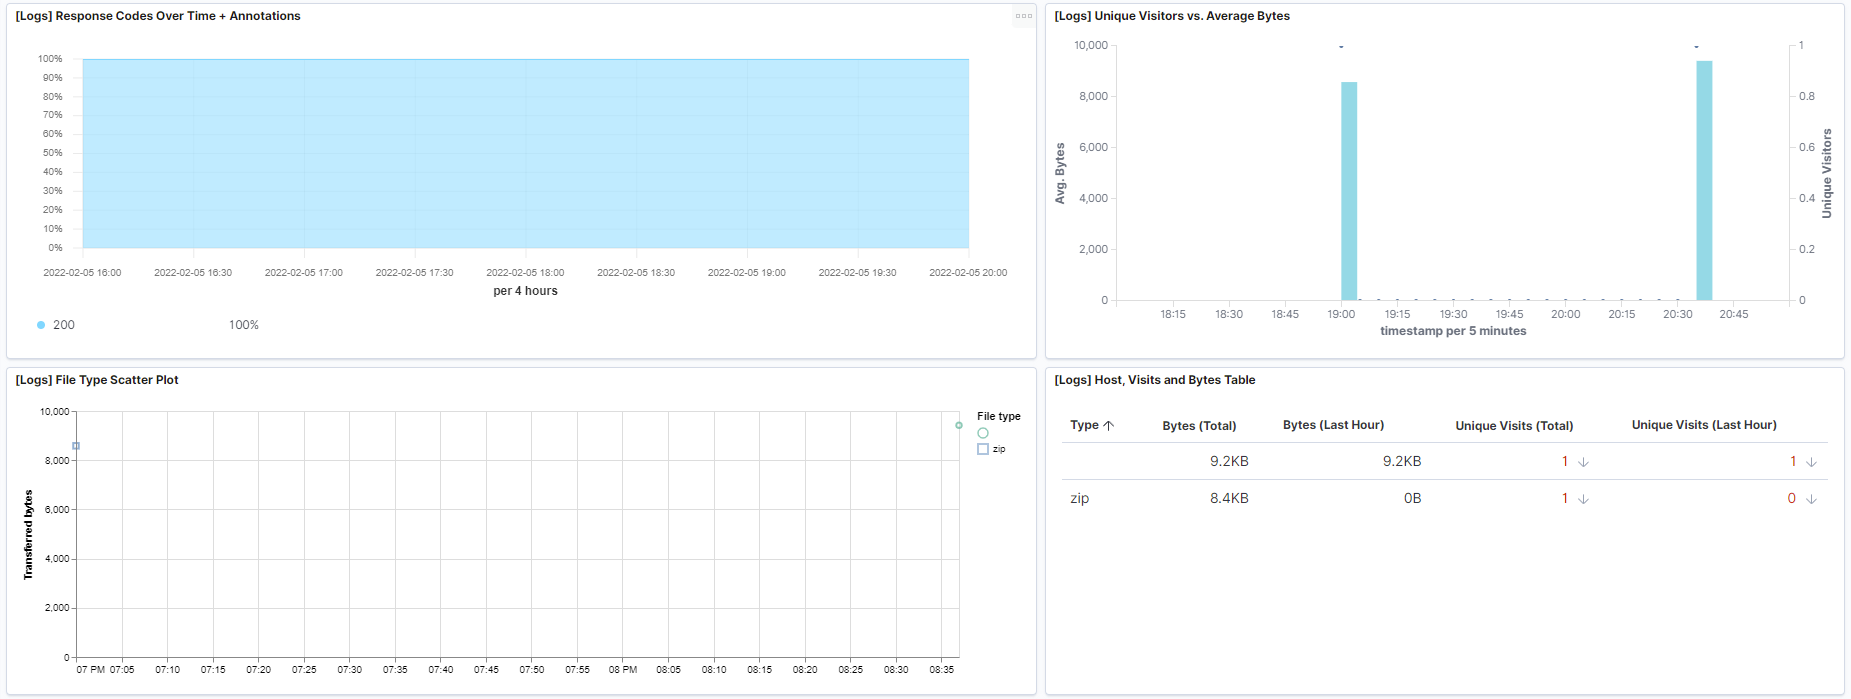 [Logs] Response Codes Over Time + Annotations
100%
90%
80%
70%
60%
50%
40%
30%
20%
10%
0%
2022-02-05 16:00 2022-02-05 16:30 2022-02-05 17:00 2022-02-05 17:30 2022-02-05 18:00 2022-02-05 18:30 2022-02-05 19:00 2022-02-05 19:30 2022-02-05 20:00
per 4 hours
200 100%
[Logs] Unique Visitors vs. Average Bytes
10,000
8,000
6,000
4,000
2,000
0
Avg. Bytes
1
0.8
0.6
0.4
0.2
0
Unique Visitors
18:15 18:30 18:45 19:00 19:15 19:30 19:45 20:00 20:15 20:30 20:45
timestamp per 5 minutes
[Logs] File Type Scatter Plot
10,000
8,000
6,000
4,000
2,000
0
Transferred bytes
07 PM 07:05 07:10 07:15 07:20 07:25 07:30 07:35 07:40 07:45 07:50 07:55 08 PM 08:05 08:10 08:15 08:20 08:25 08:30 08:35
File type
zip
[Logs] Host, Visits and Bytes Table
Type Bytes (Total) Bytes (Last Hour) Unique Visits (Total) Unique Visits (Last Hour)
9.2KB 9.2KB 1 1
zip 8.4KB 0B 1 0